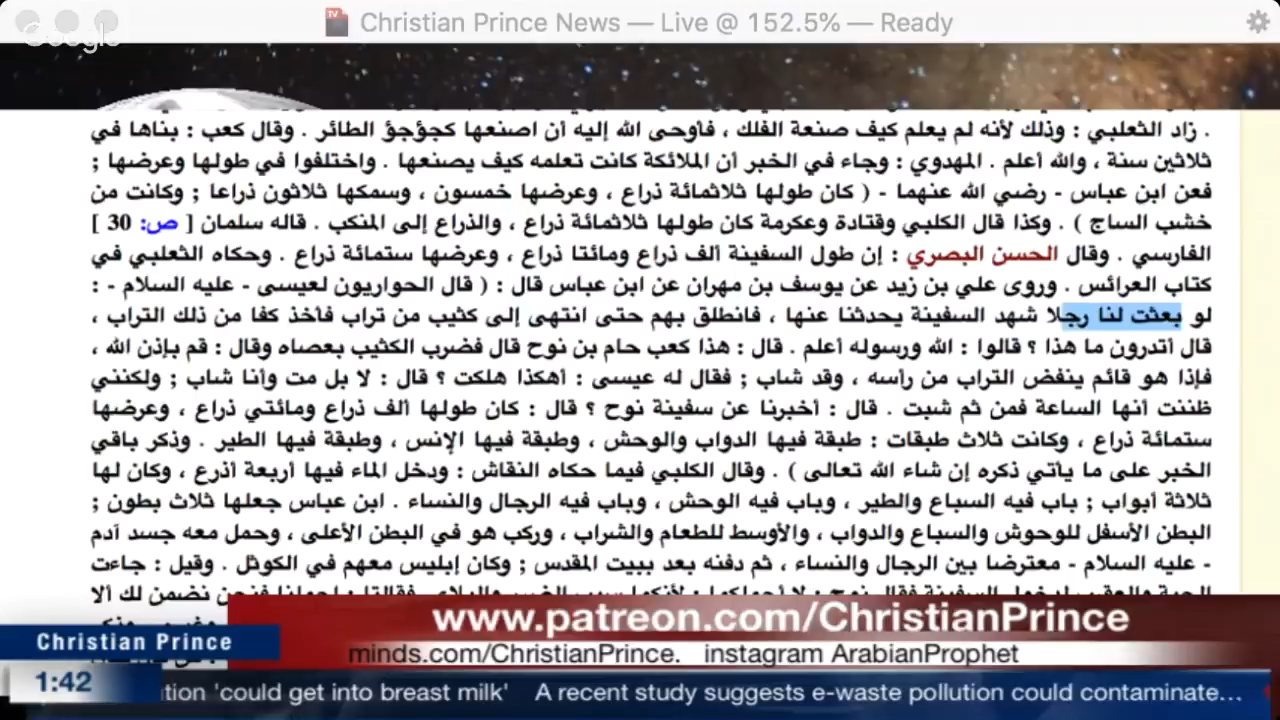 Christian Prince News — Live @ 152.5% — Ready
Google
. زاد الثعلبي : وذلك لأنه لم يعلم كيف صنعة الفلك ، فأوحى الله إليه أن اصنعها كجؤجؤ الطائر . وقال كعب : بناها في
ثلاثين سنة ، والله أعلم . المهدوي : وجاء في الخبر أن الملائكة كانت تعلمه كيف يصنعها . واختلفوا في طولها وعرضها ;
فعن ابن عباس - رضي الله عنهما - ( كان طولها ثلاثمائة ذراع ، وعرضها خمسون ، وسمكها ثلاثون ذراعا ; وكانت من
خشب الساج ) . وكذا قال الكلبي وقتادة وعكرمة كان طولها ثلاثمائة ذراع ، والذراع إلى المنكب . قاله سلمان [ ص: 30 ]
الفارسي . وقال الحسن البصري : إن طول السفينة ألف ذراع ومائتا ذراع ، وعرضها ستمائة ذراع . وحكاه الثعلبي في
كتاب العرائس . وروى علي بن زيد عن يوسف بن مهران عن ابن عباس قال : ( قال الحواريون لعيسى - عليه السلام - :
لو بعثت لنا رجلا شهد السفينة يحدثنا عنها ، فانطلق بهم حتى انتهى إلى كثيب من تراب فأخذ كفا من ذلك التراب ،
قال أتدرون ما هذا ؟ قالوا : الله ورسوله أعلم . قال : هذا كعب حام بن نوح قال فضرب الكثيب بعصاه وقال : قم بإذن الله ،
فإذا هو قائم ينفض التراب من رأسه ، وقد شاب ; فقال له عيسى : أهكذا هلكت ؟ قال : لا بل مت وأنا شاب ; ولكنني
ظننت أنها الساعة فمن ثم شبت . قال : أخبرنا عن سفينة نوح ؟ قال : كان طولها ألف ذراع ومائتي ذراع ، وعرضها
ستمائة ذراع ، وكانت ثلاث طبقات : طبقة فيها الدواب والوحش ، وطبقة فيها الإنس ، وطبقة فيها الطير . وذكر باقي
الخبر على ما يأتي ذكره إن شاء الله تعالى ) . وقال الكلبي فيما حكاه النقاش : ودخل الماء فيها أربعة أذرع ، وكان لها
ثلاثة أبواب ; باب فيه السباع والطير ، وباب فيه الوحش ، وباب فيه الرجال والنساء . ابن عباس جعلها ثلاث بطون ;
البطن الأسفل للوحوش والسباع والدواب ، والأوسط للطعام والشراب ، وركب هو في البطن الأعلى ، وحمل معه جسد آدم
- عليه السلام - معترضا بين الرجال والنساء ، ثم دفنه بعد ببيت المقدس ; وكان إبليس معهم في الكوثل . وقيل : جاءت
نضمن لك ألا
www.patreon.com/ChristianPrince
Christian Prince
minds.com/ChristianPrince. instagram ArabianProphet
1:42
'could get into breast milk' A recent study suggests e-waste pollution could contaminate...